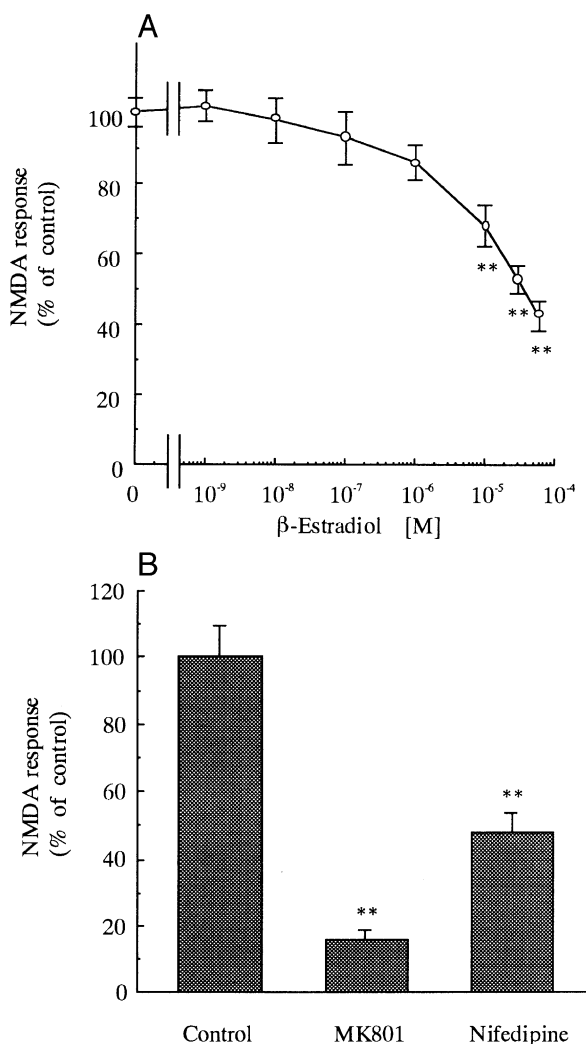 A
NMDA response
(% of control)
100
80
60
40
20
0
**
**
**
0 10⁻⁹ 10⁻⁸ 10⁻⁷ 10⁻⁶ 10⁻⁵ 10⁻⁴
β-Estradiol [M]
B
NMDA response
(% of control)
120
100
80
60
40
20
0
**
**
Control MK801 Nifedipine